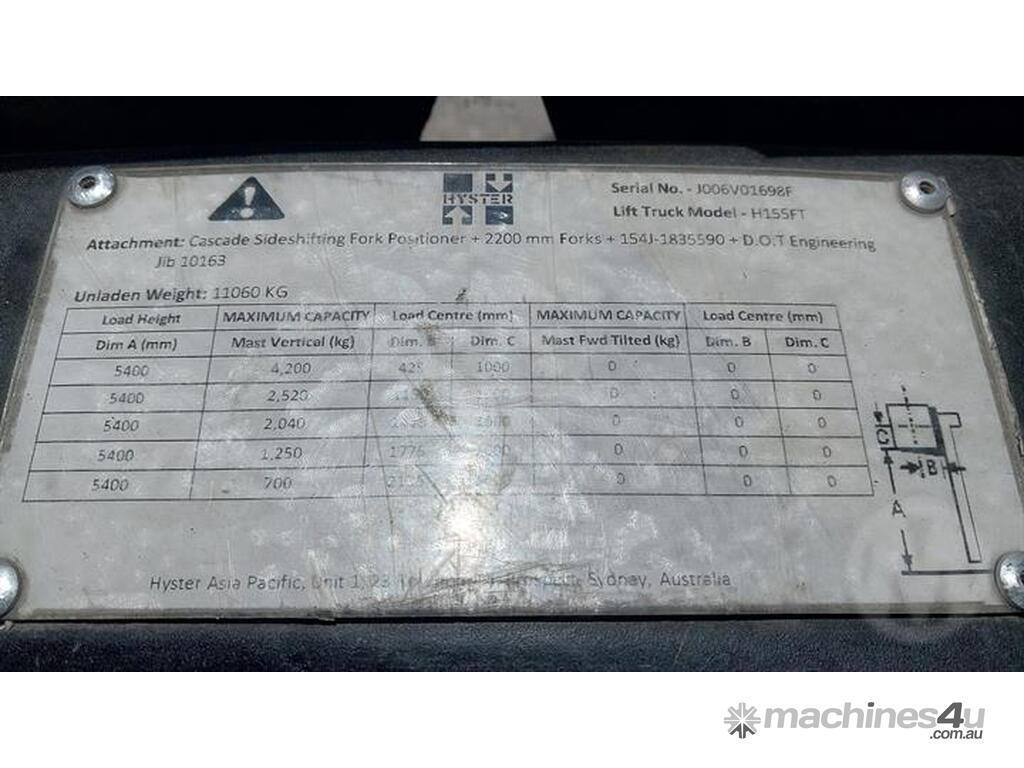 HYSTER
Serial No. - J006V01698F
Lift Truck Model - H155FT
Attachment: Cascade Sideshifting Fork Positioner + 2200 mm Forks + 154J-1835590 + D.O.T Engineering
Jib 10163
Unladen Weight: 11060 KG
Load Height MAXIMUM CAPACITY Load Centre (mm) MAXIMUM CAPACITY Load Centre (mm)
Dim A (mm) Mast Vertical (kg) Dim. B Dim. C Mast Fwd Tilted (kg) Dim. B Dim. C
5400 4,200 1000 0 0 0
5400 2,520 0 0 0
5400 2,040 0 0 0
5400 1,250 1776 0 0 0
5400 700 0 0 0
C
B
A
Hyster Asia Pacific, Unit Sydney, Australia
machines4u
.com.au